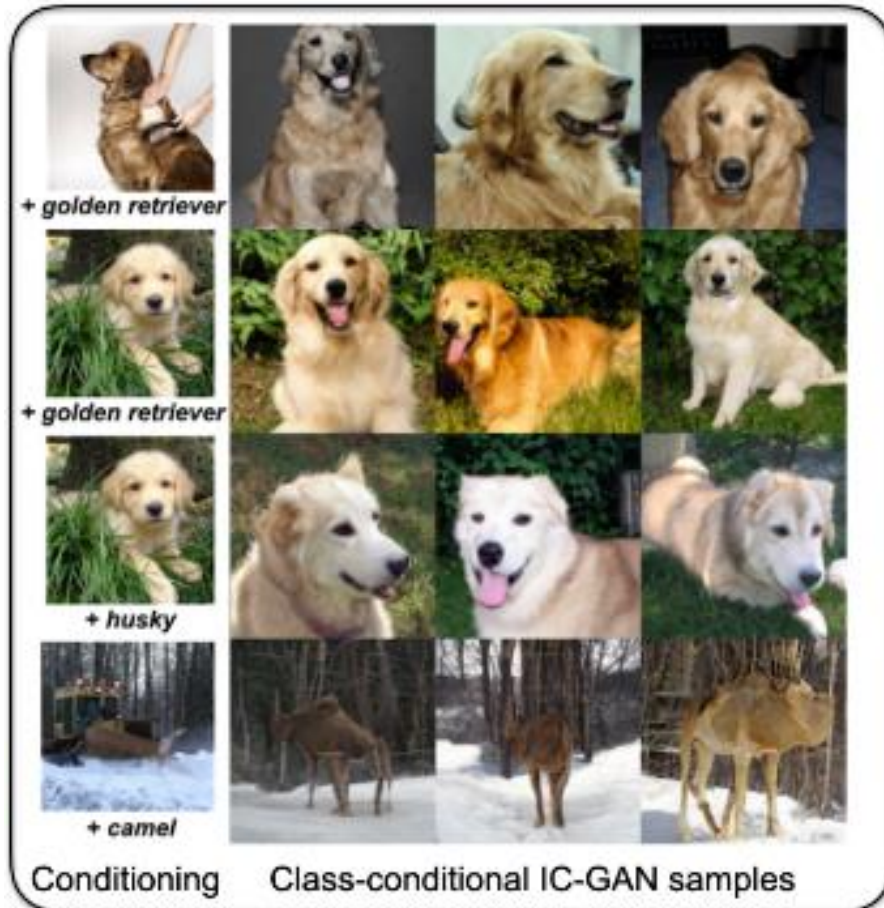 + golden retriever
+ golden retriever
+ husky
+ camel
Conditioning Class-conditional IC-GAN samples